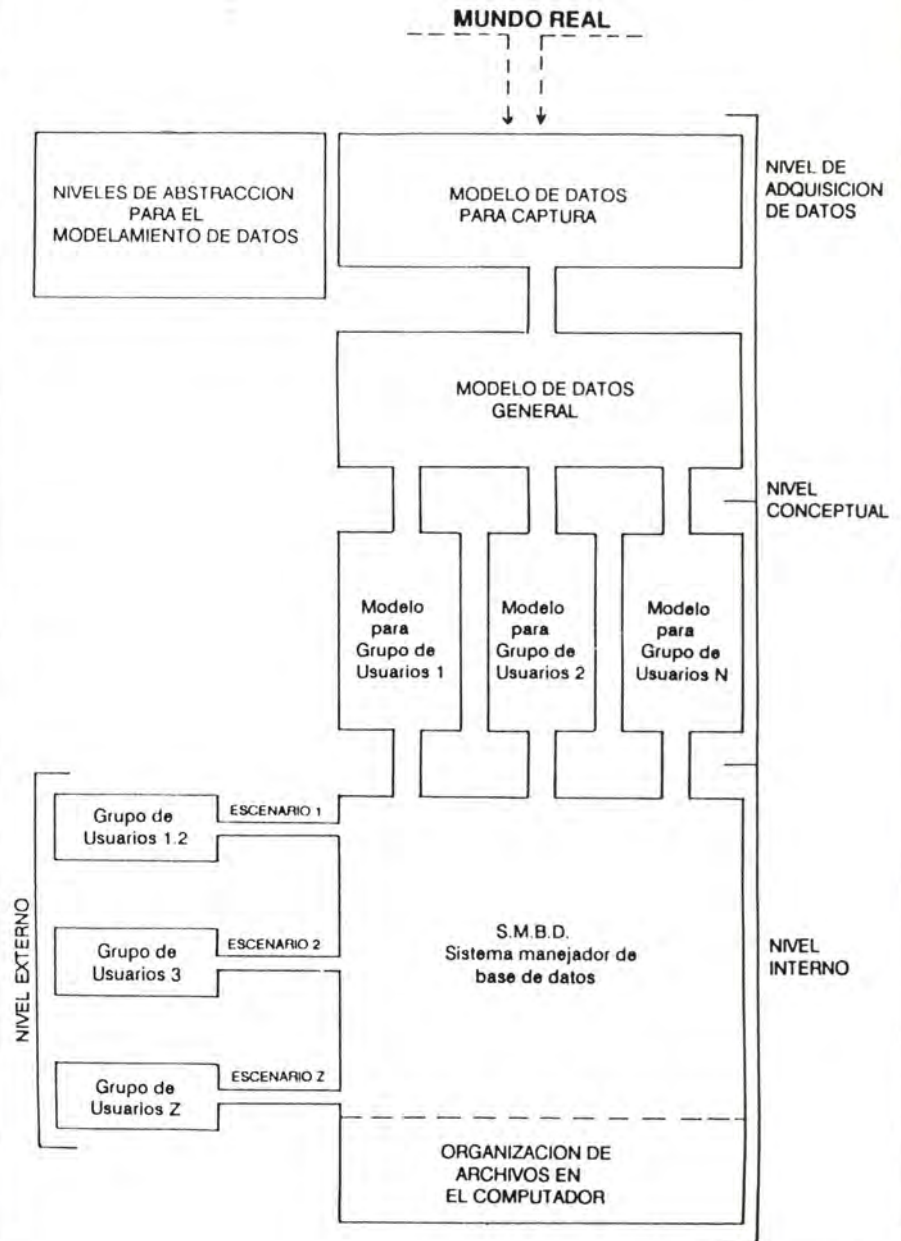 MUNDO REAL
NIVELES DE ABSTRACCION
PARA EL
MODELAMIENTO DE DATOS
MODELO DE DATOS
PARA CAPTURA
NIVEL DE
ADQUISICION
DE DATOS
MODELO DE DATOS
GENERAL
NIVEL
CONCEPTUAL
Modelo
para
Grupo de
Usuarios 1
Modelo
para
Grupo de
Usuarios 2
Modelo
para
Grupo de
Usuarios N
NIVEL EXTERNO
Grupo de
Usuarios 1.2
ESCENARIO 1
Grupo de
Usuarios 3
ESCENARIO 2
Grupo de
Usuarios Z
ESCENARIO Z
S.M.B.D.
Sistema manejador de
base de datos
NIVEL
INTERNO
ORGANIZACION DE
ARCHIVOS EN
EL COMPUTADOR